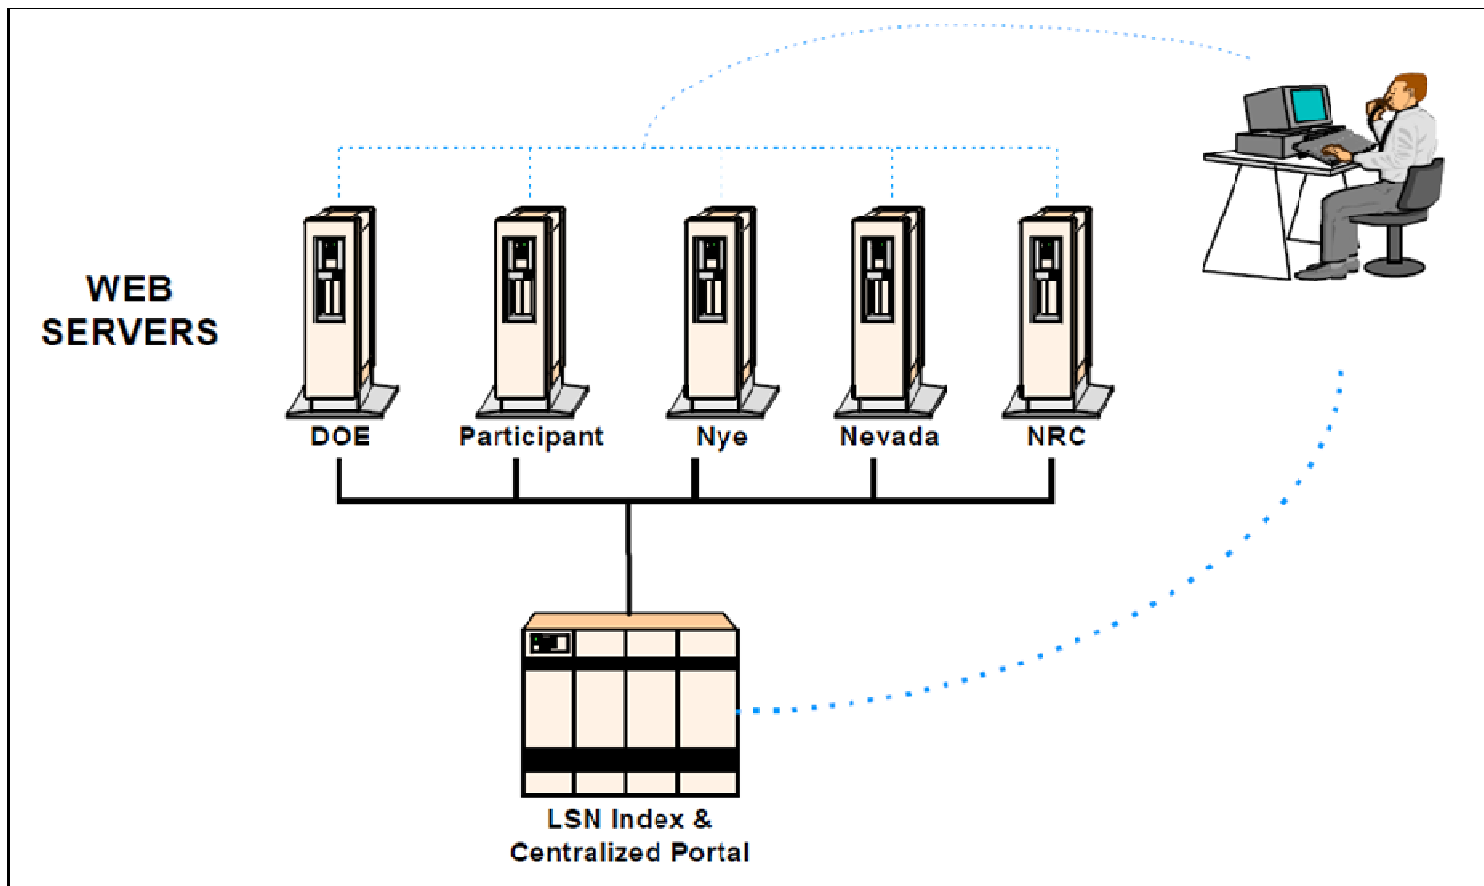 WEB
SERVERS
DOE
Participant
Nye
Nevada
NRC
LSN Index &
Centralized Portal